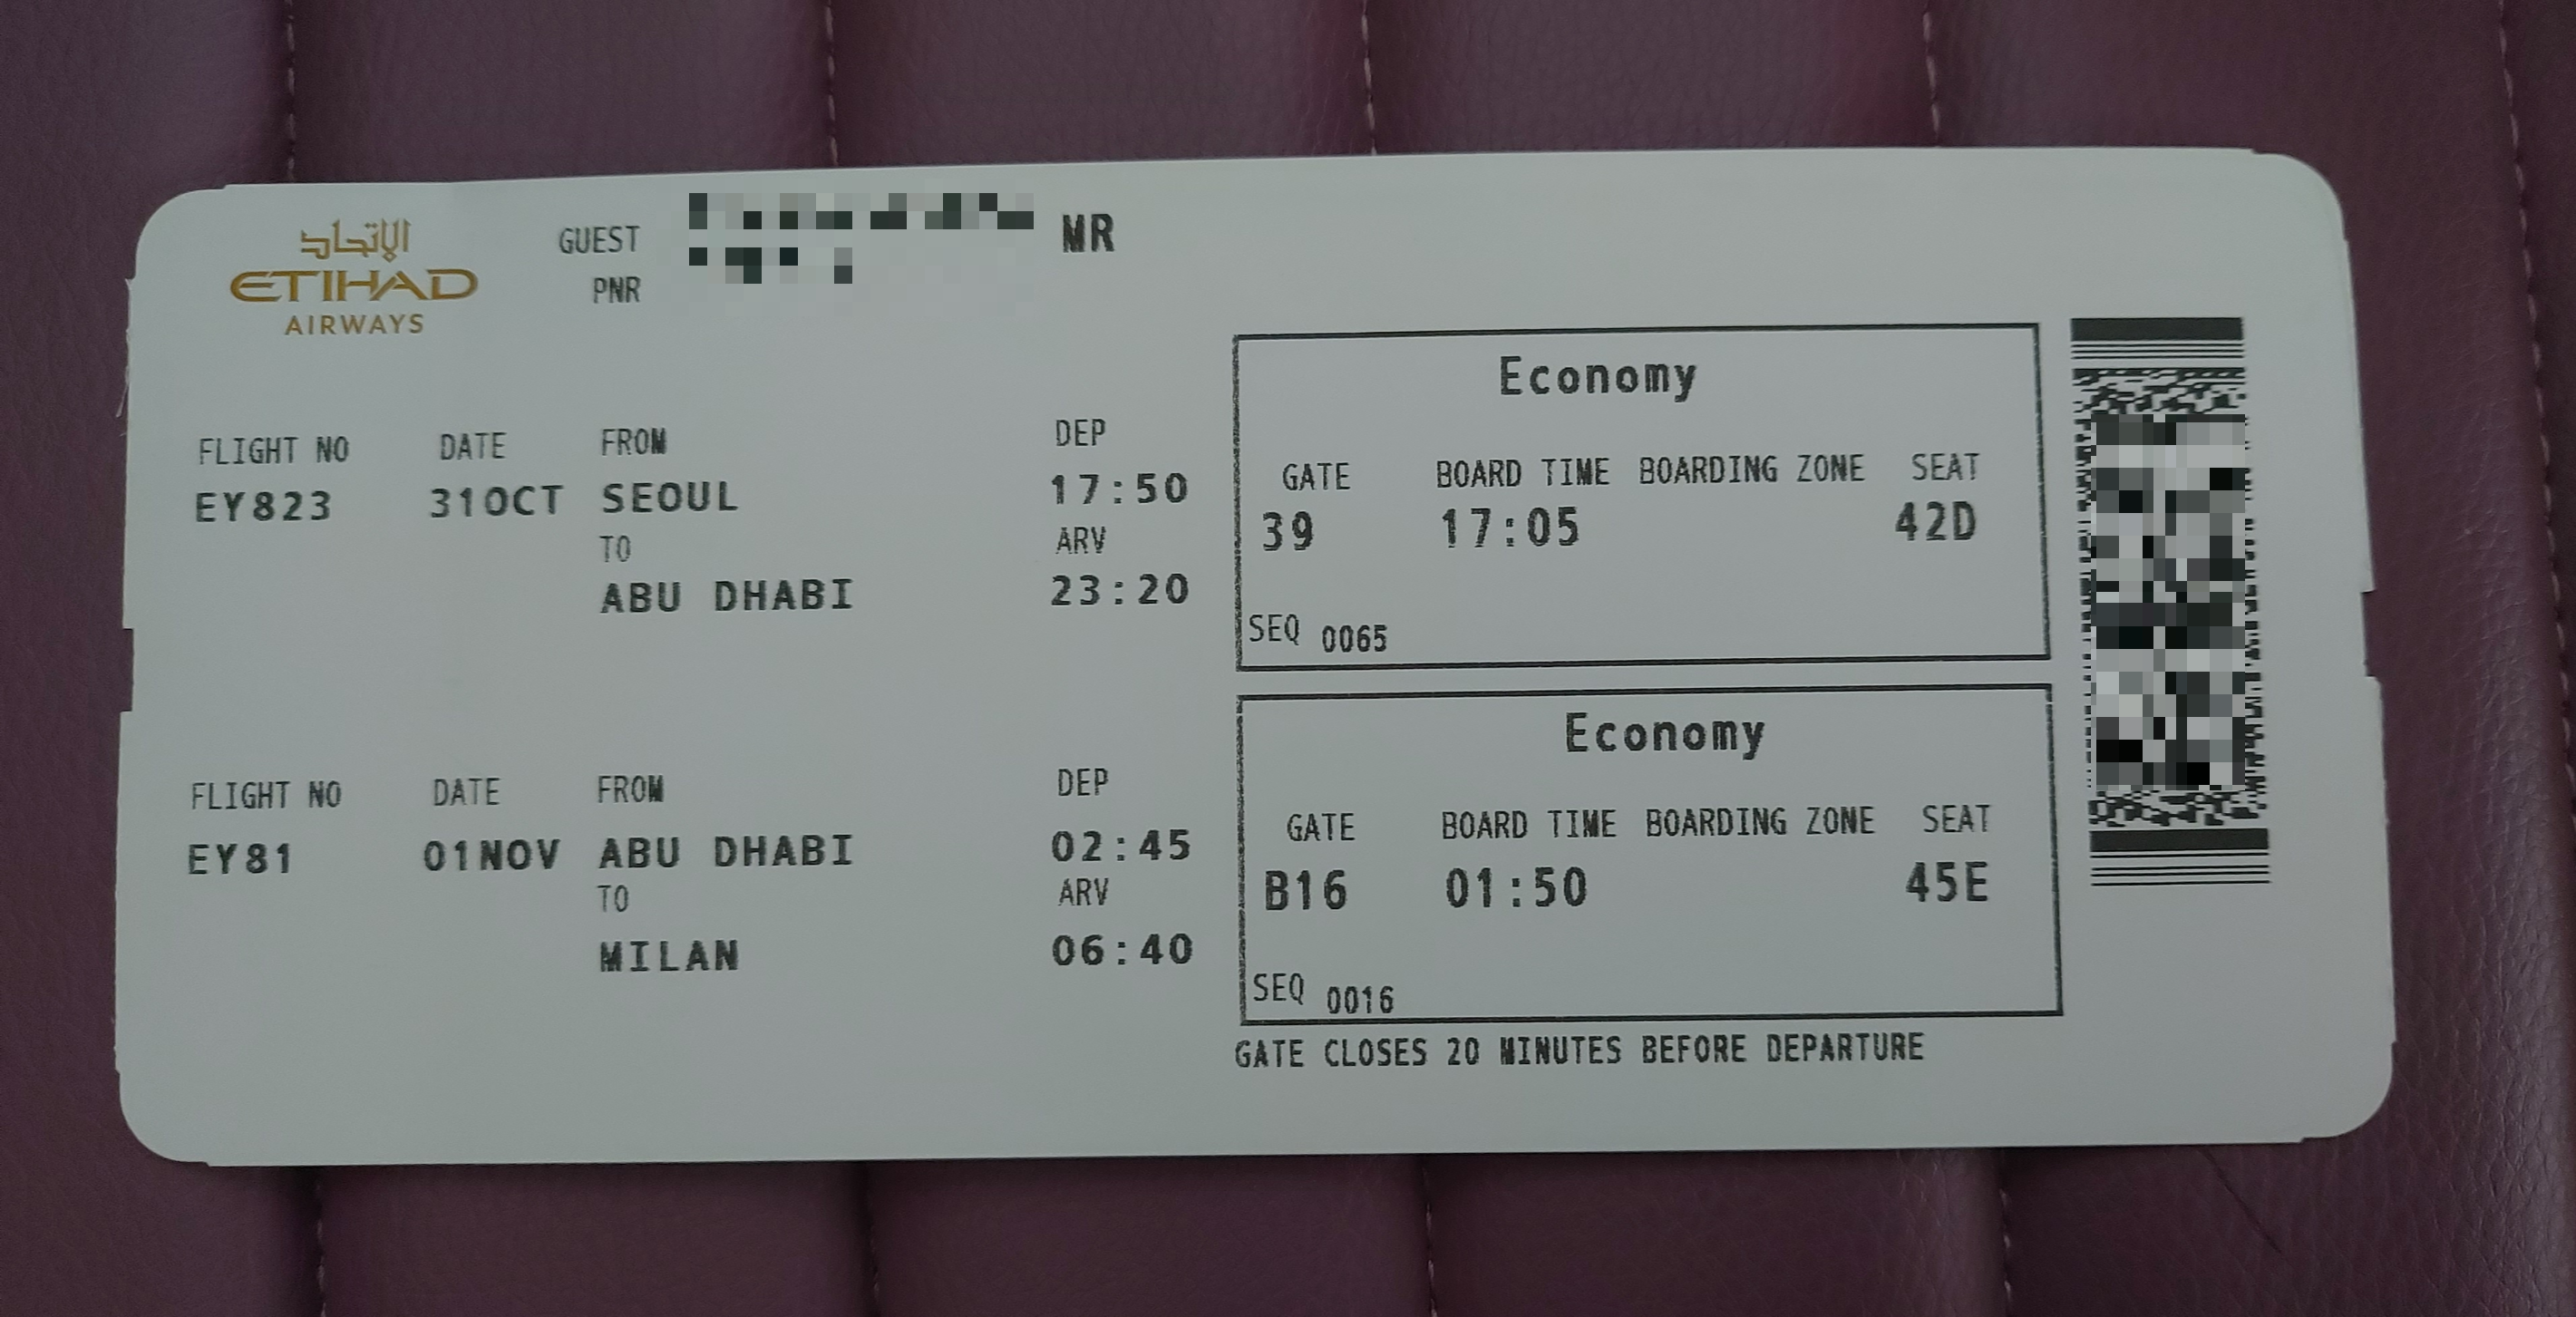 الاتحاد
ETIHAD
AIRWAYS
GUEST MR
PNR
FLIGHT NO DATE FROM DEP
EY823 31OCT SEOUL 17:50
TO ARV
ABU DHABI 23:20
Economy
GATE BOARD TIME BOARDING ZONE SEAT
39 17:05 42D
SEQ 0065
FLIGHT NO DATE FROM DEP
EY81 01NOV ABU DHABI 02:45
TO ARV
MILAN 06:40
Economy
GATE BOARD TIME BOARDING ZONE SEAT
B16 01:50 45E
SEQ 0016
GATE CLOSES 20 MINUTES BEFORE DEPARTURE